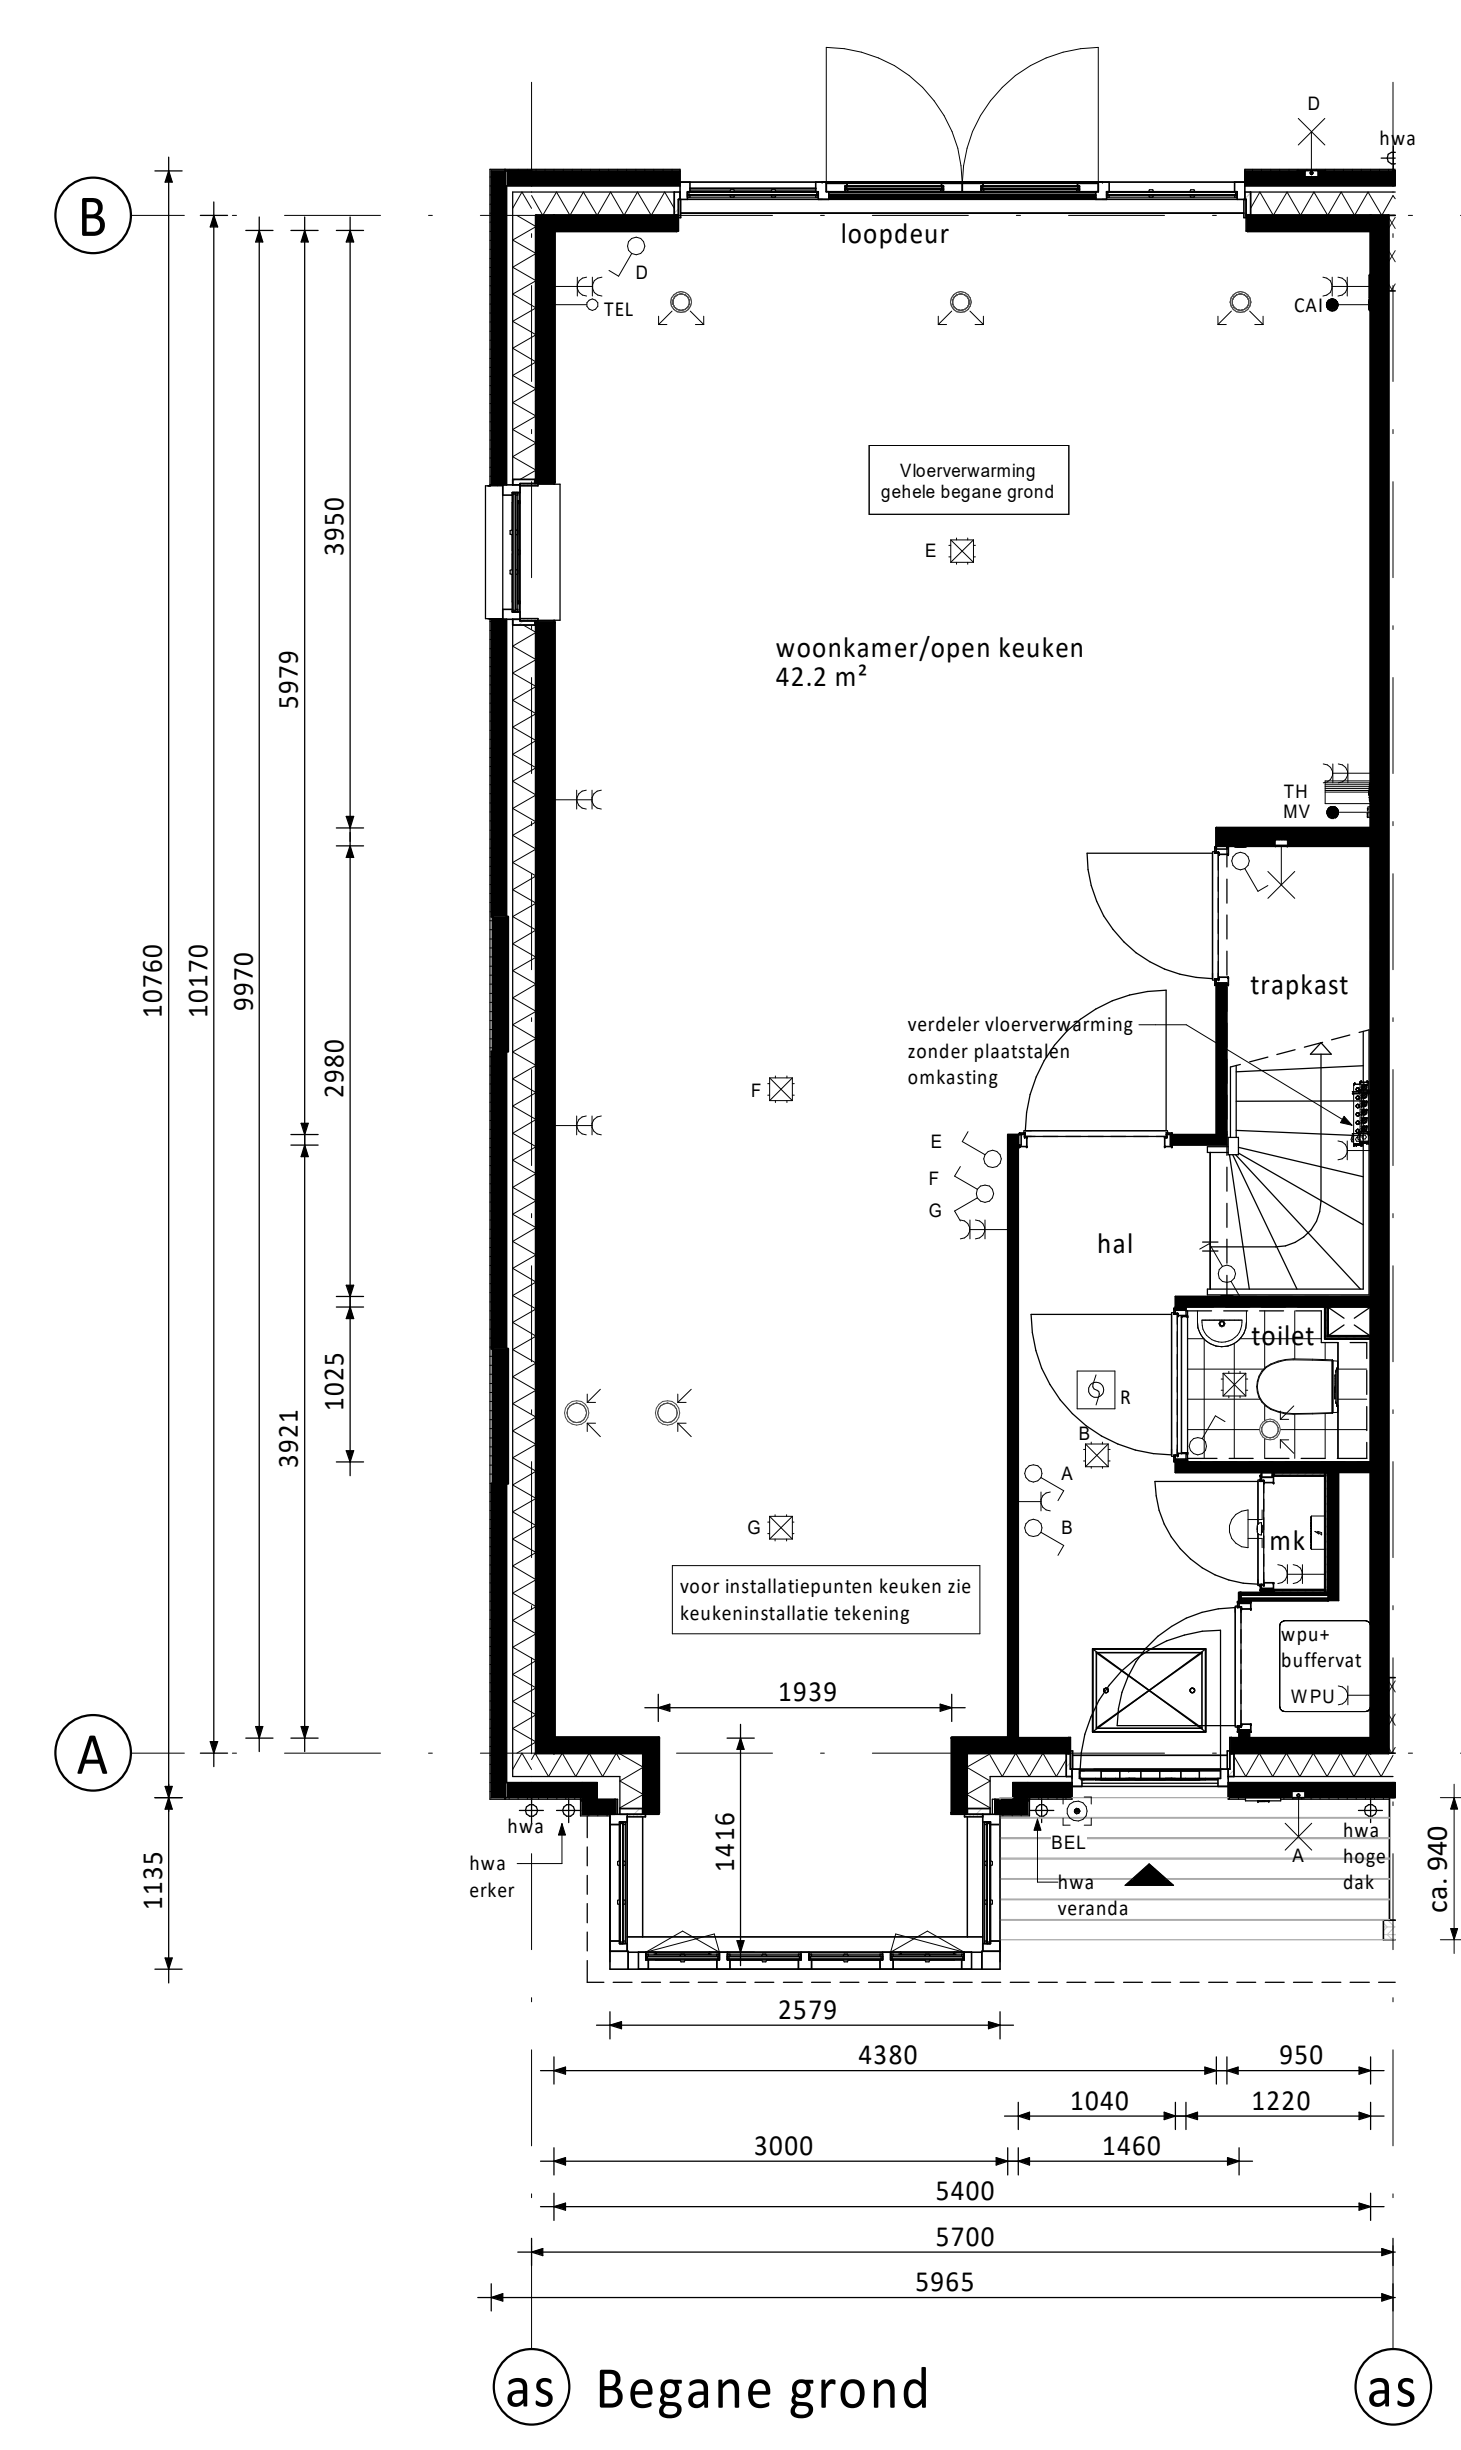 D
hwa
B
loopdeur
D
TEL
CAI
Vloerverwarming
gehele begane grond
3950
E
woonkamer/open keuken
42.2 m²
5979
TH
MV
10760
10170
9970
trapkast
verdeler vloerverwarming
zonder plaatstalen
omkasting
2980
F
E
F
G
hal
toilet
1025
R
3921
B
A
B
G
mk
voor installatiepunten keuken zie
keukeninstallatie tekening
wpu+
buffervat
WPU
1939
A
hwa
1416
BEL
A
hwa
hoge
dak
hwa
erker
hwa
veranda
1135
ca. 940
2579
4380
950
1040
1220
3000
1460
5400
5700
5965
as
Begane grond
as